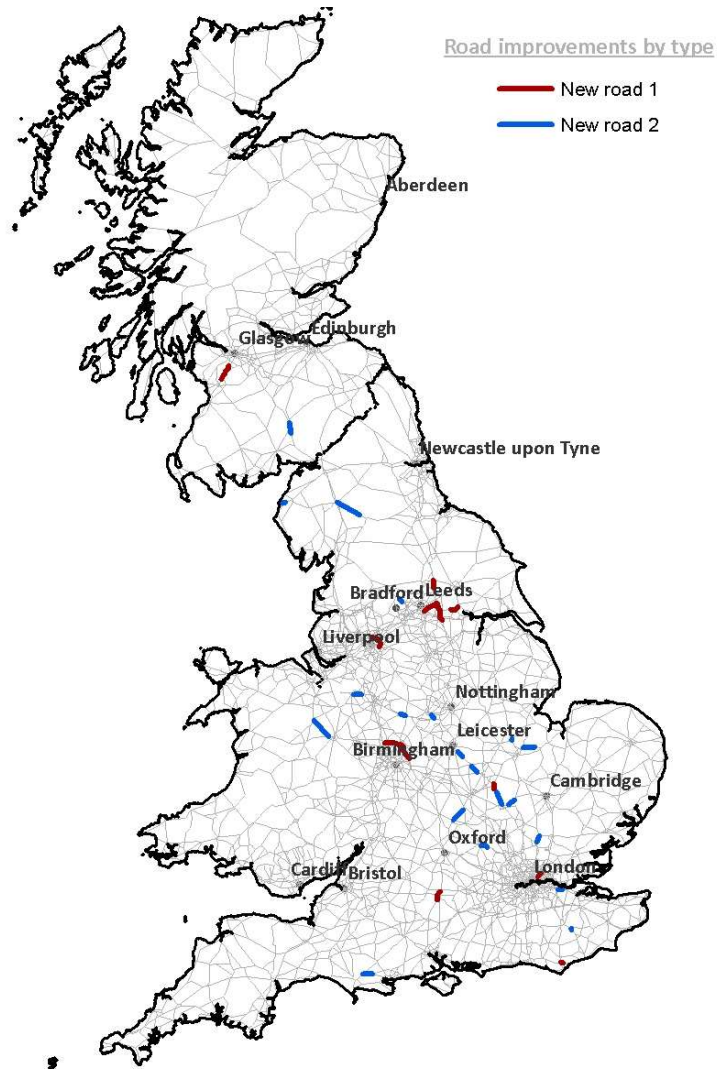 Road improvements by type
New road 1
New road 2
Aberdeen
Edinburgh
Glasgow
Newcastle upon Tyne
Bradford
Leeds
Liverpool
Nottingham
Leicester
Birmingham
Cambridge
Oxford
Cardiff
Bristol
London